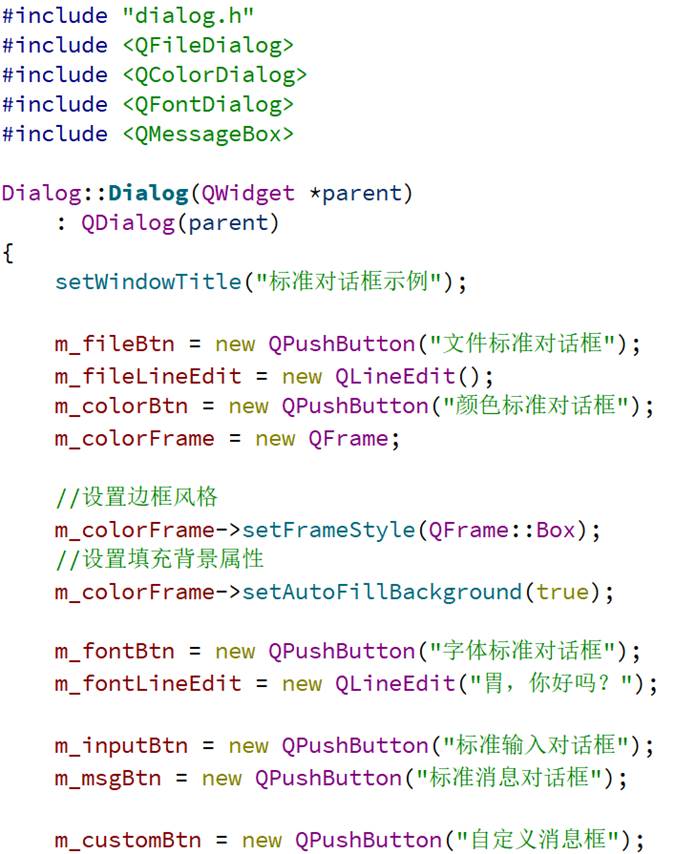 #include "dialog.h"
#include <QFileDialog>
#include <QColorDialog>
#include <QFontDialog>
#include <QMessageBox>
Dialog::Dialog(QWidget *parent)
    : QDialog(parent)
{
    setWindowTitle("标准对话框示例");
    m_fileBtn = new QPushButton("文件标准对话框");
    m_fileLineEdit = new QLineEdit();
    m_colorBtn = new QPushButton("颜色标准对话框");
    m_colorFrame = new QFrame;
    //设置边框风格
    m_colorFrame->setFrameStyle(QFrame::Box);
    //设置填充背景属性
    m_colorFrame->setAutoFillBackground(true);
    m_fontBtn = new QPushButton("字体标准对话框");
    m_fontLineEdit = new QLineEdit("胃，你好吗？");
    m_inputBtn = new QPushButton("标准输入对话框");
    m_msgBtn = new QPushButton("标准消息对话框");
    m_customBtn = new QPushButton("自定义消息框");